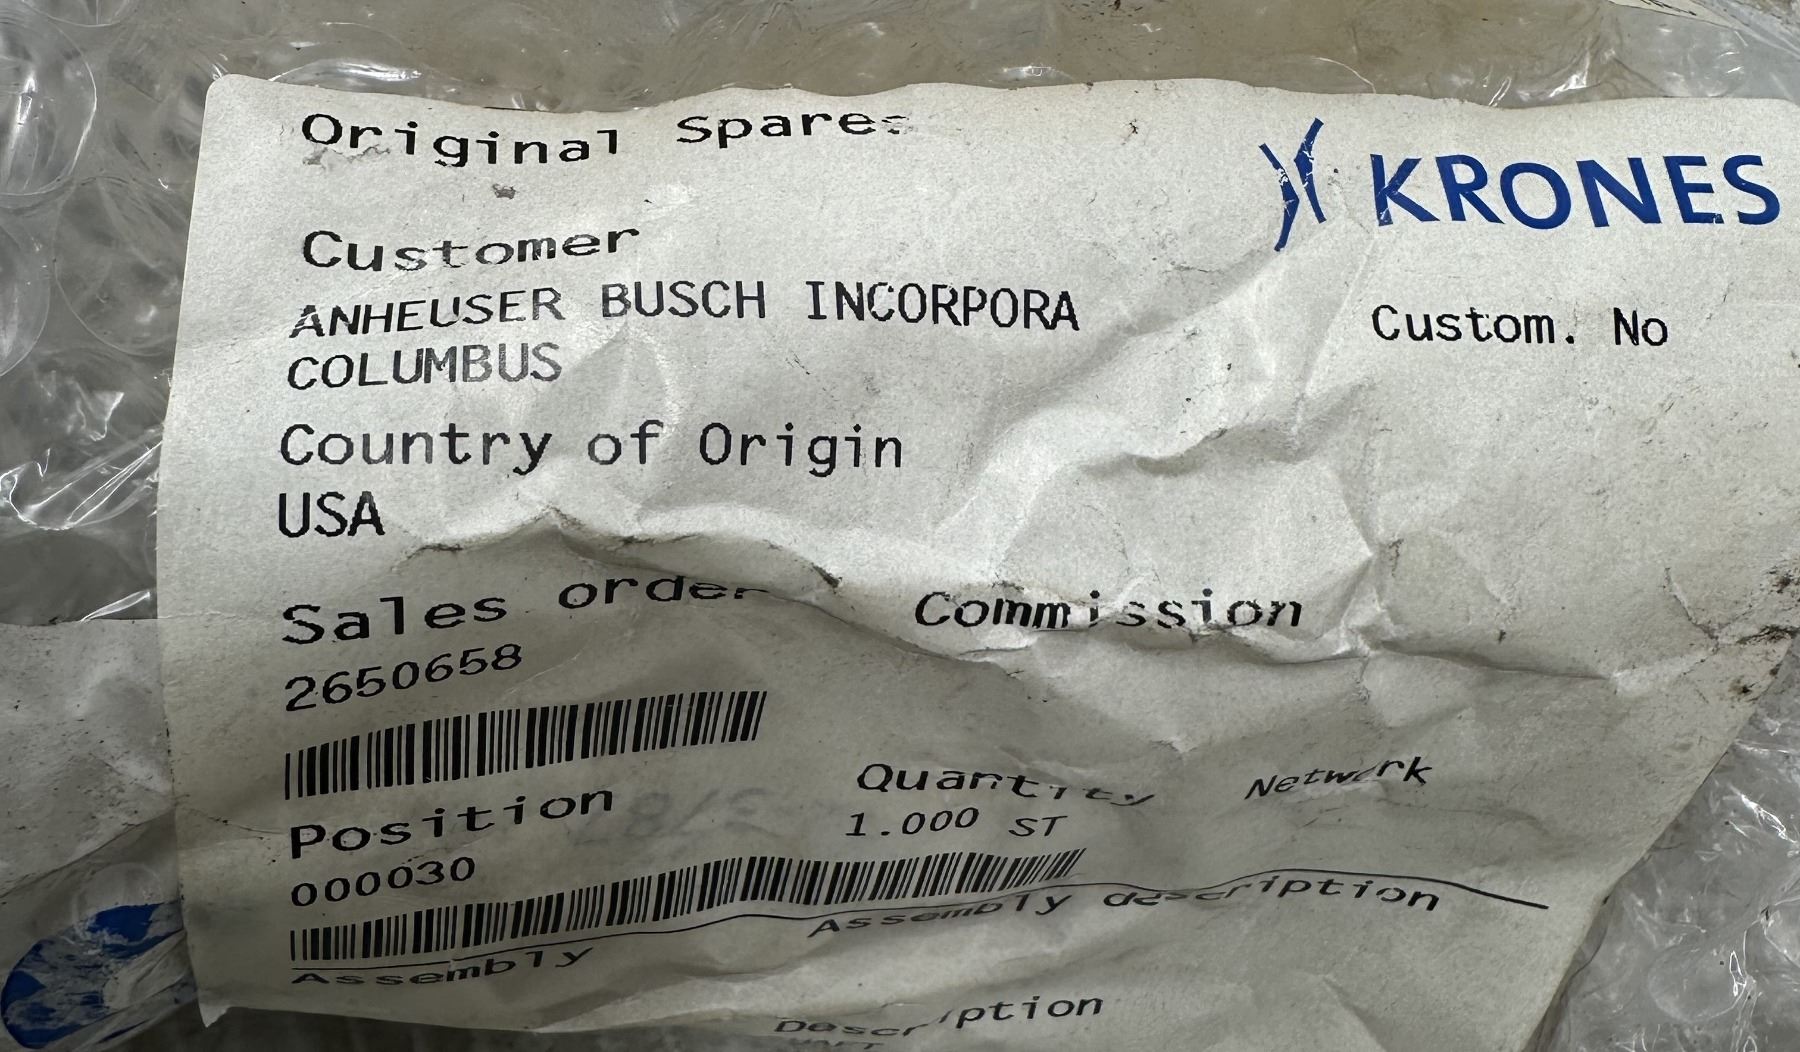 Original Spares
KRONES
Customer
ANHEUSER BUSCH INCORPORA
Custom. No
COLUMBUS
Country of Origin
USA
Sales order Commission
2650658
Position Quantity Network
000030 1.000 ST
Assembly Assembly description
Description